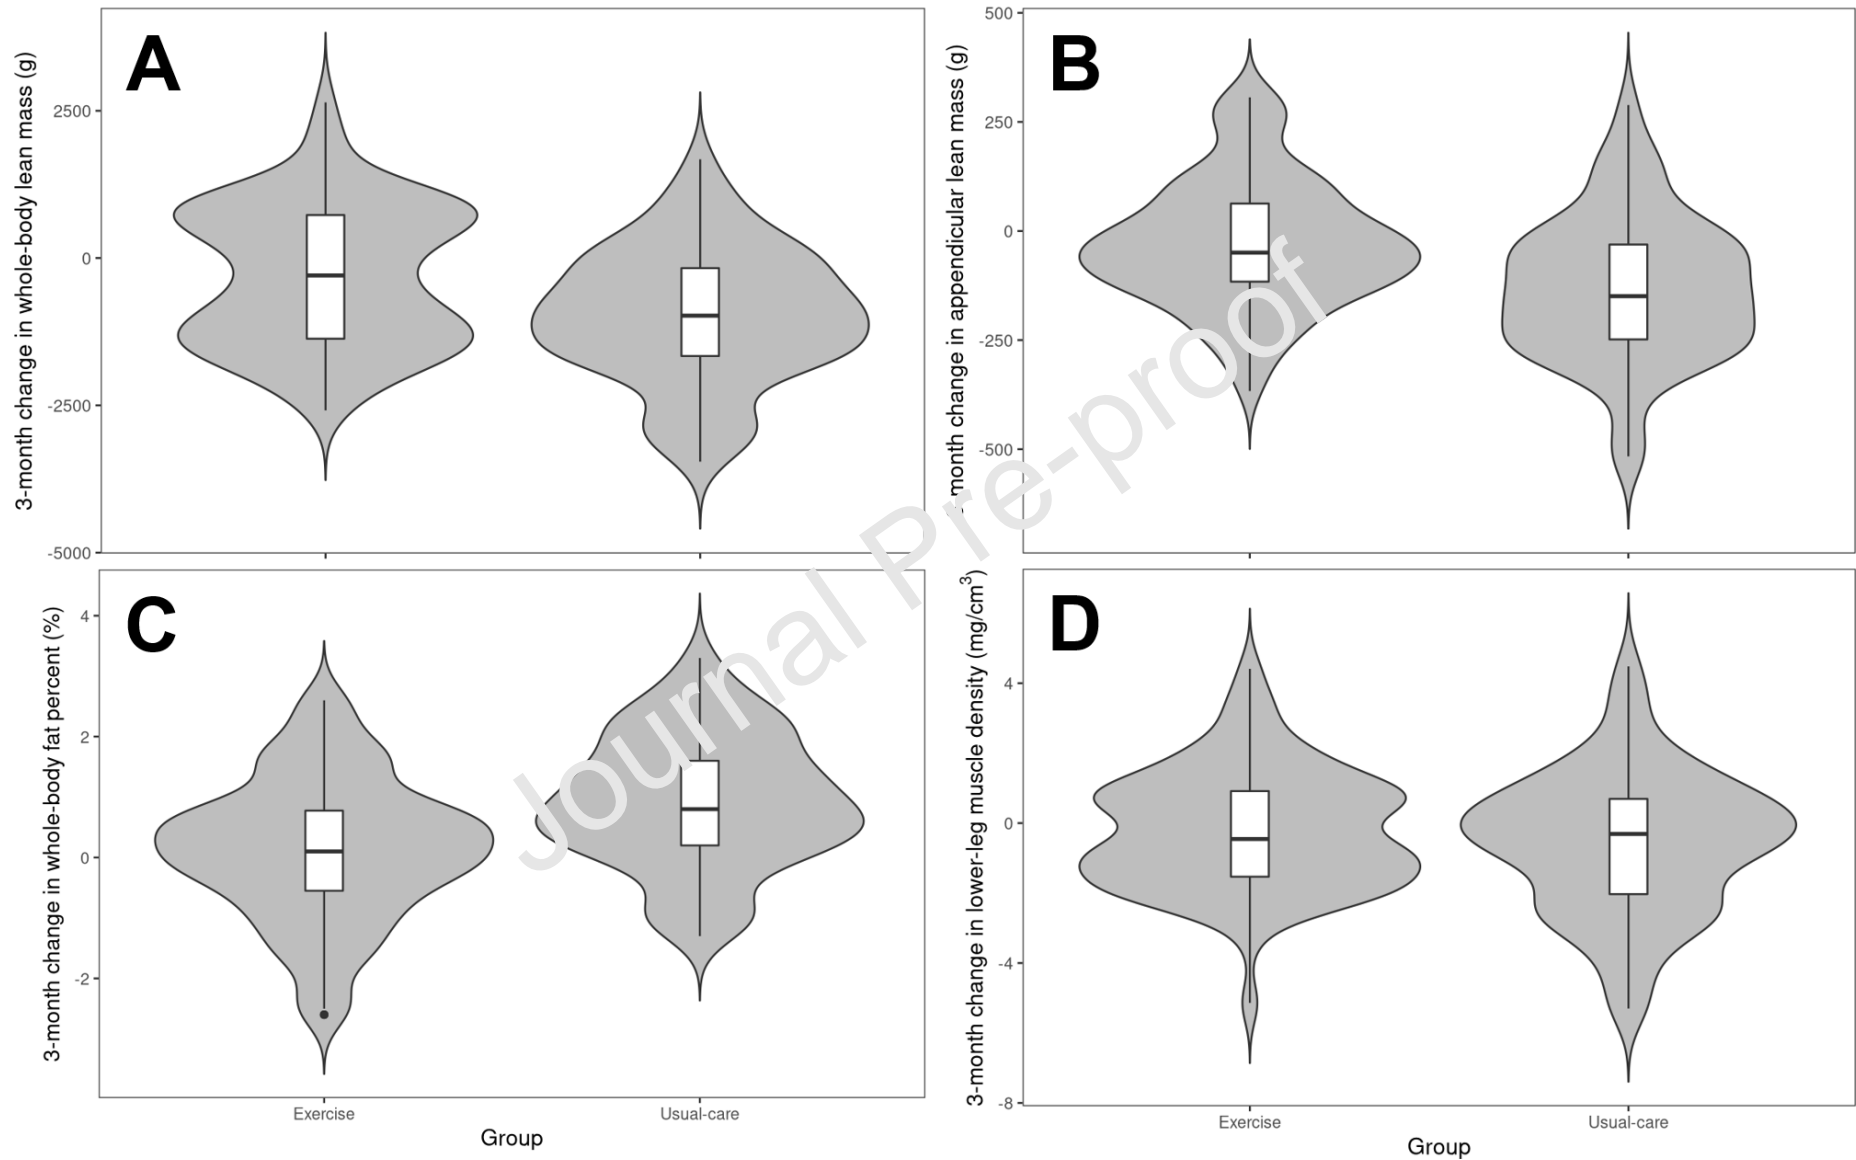 A
3-month change in whole-body lean mass (g)
2500
0
-2500
-5000
B
month change in appendicular lean mass (g)
500
250
0
-250
-500
C
3-month change in whole-body fat percent (%)
4
2
0
-2
Exercise
Usual-care
Group
D
3-month change in lower-leg muscle density (mg/cm³)
4
0
-4
-8
Exercise
Usual-care
Group
Journal Pre-proof